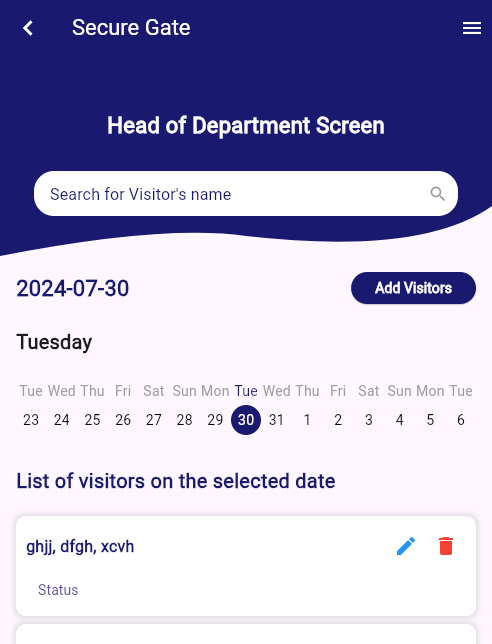 Secure Gate
Head of Department Screen
Search for Visitor's name
2024-07-30
Add Visitors
Tuesday
Tue Wed Thu Fri Sat Sun Mon Tue Wed Thu Fri Sat Sun Mon Tue
23 24 25 26 27 28 29 30 31 1 2 3 4 5 6
List of visitors on the selected date
ghjj, dfgh, xcvh
Status